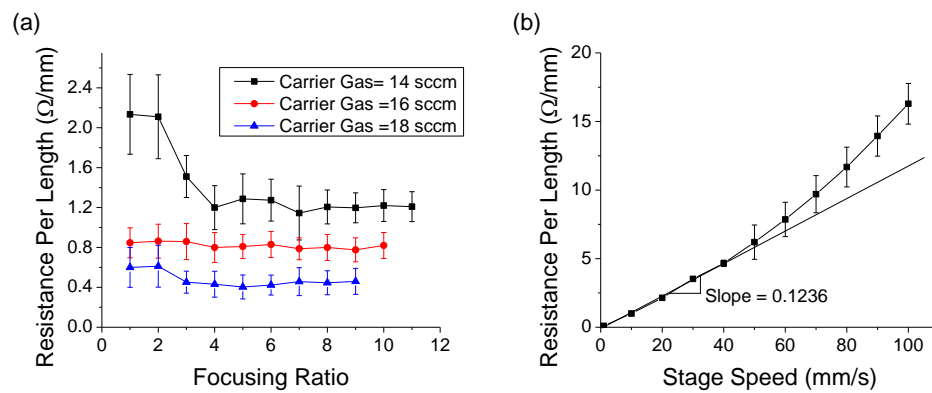 (a)
Resistance Per Length (Ω/mm)
2.4
2.0
1.6
1.2
0.8
0.4
0.0
Carrier Gas= 14 sccm
Carrier Gas =16 sccm
Carrier Gas =18 sccm
0 2 4 6 8 10 12
Focusing Ratio
(b)
Resistance Per Length (Ω/mm)
20
15
10
5
0
Slope = 0.1236
0 20 40 60 80 100
Stage Speed (mm/s)